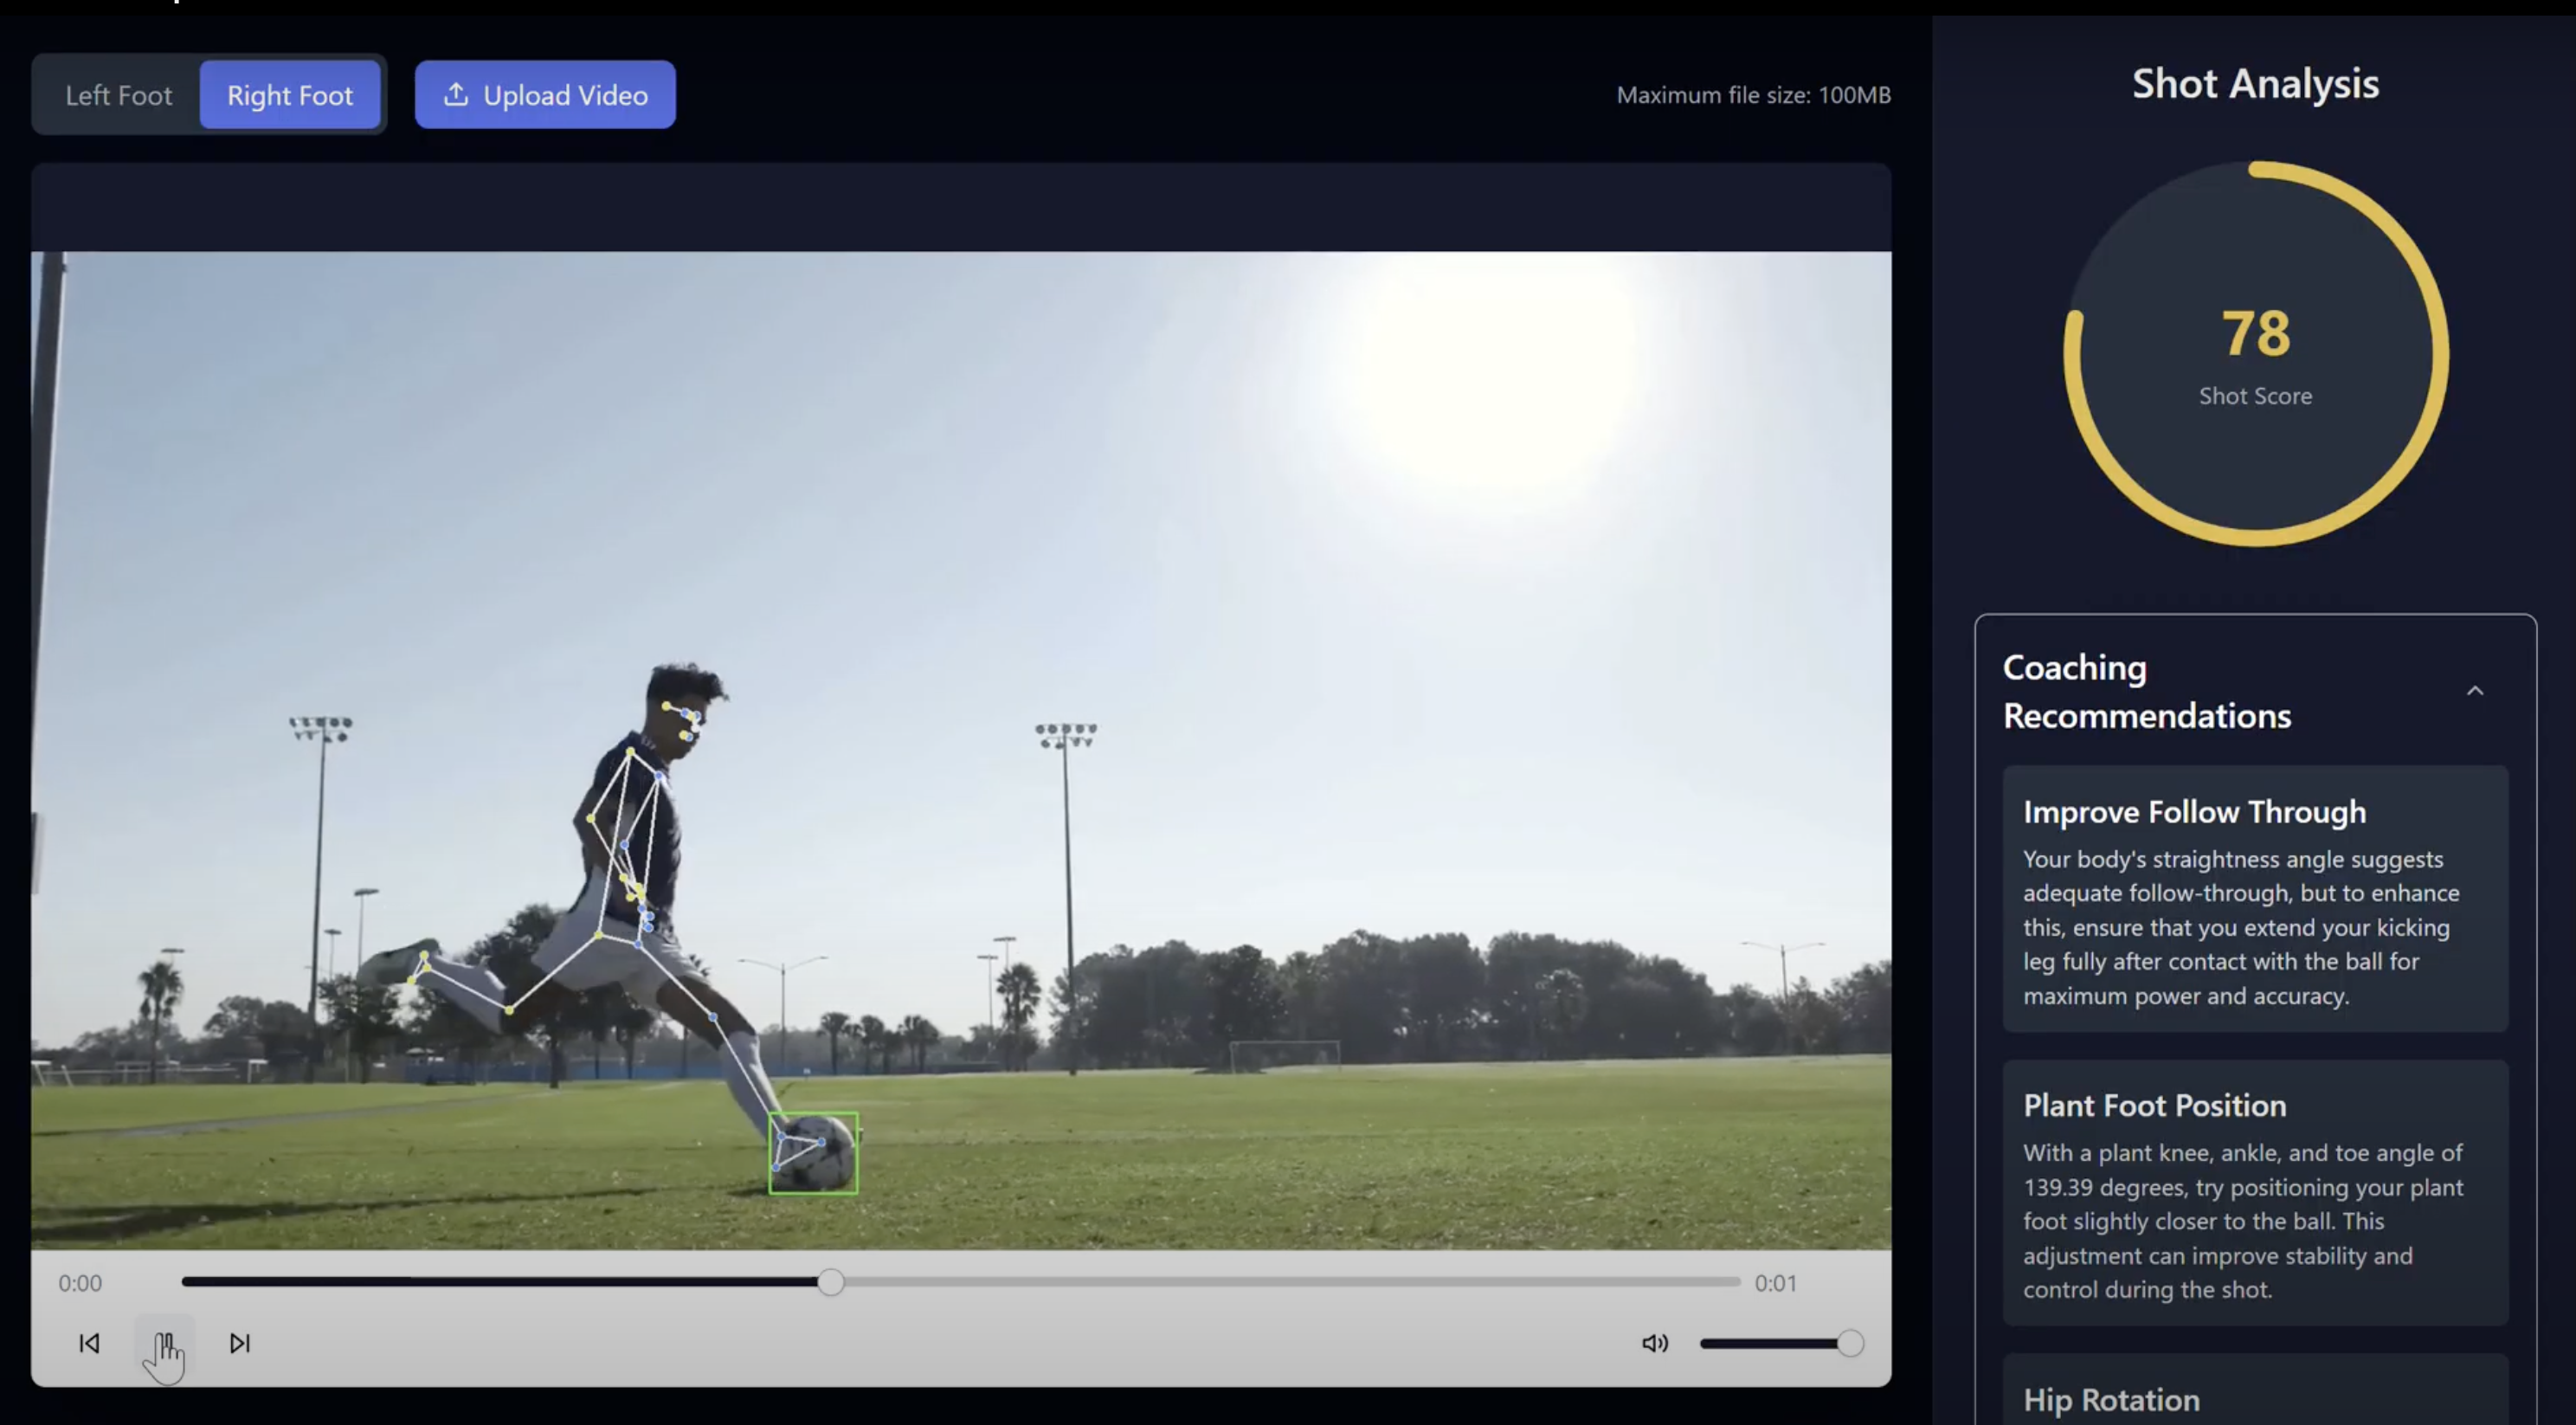 Left Foot
Right Foot
Upload Video
Maximum file size: 100MB
0:00
0:01
Shot Analysis
78
Shot Score
Coaching
Recommendations
Improve Follow Through
Your body's straightness angle suggests
adequate follow-through, but to enhance
this, ensure that you extend your kicking
leg fully after contact with the ball for
maximum power and accuracy.
Plant Foot Position
With a plant knee, ankle, and toe angle of
139.39 degrees, try positioning your plant
foot slightly closer to the ball. This
adjustment can improve stability and
control during the shot.
Hip Rotation